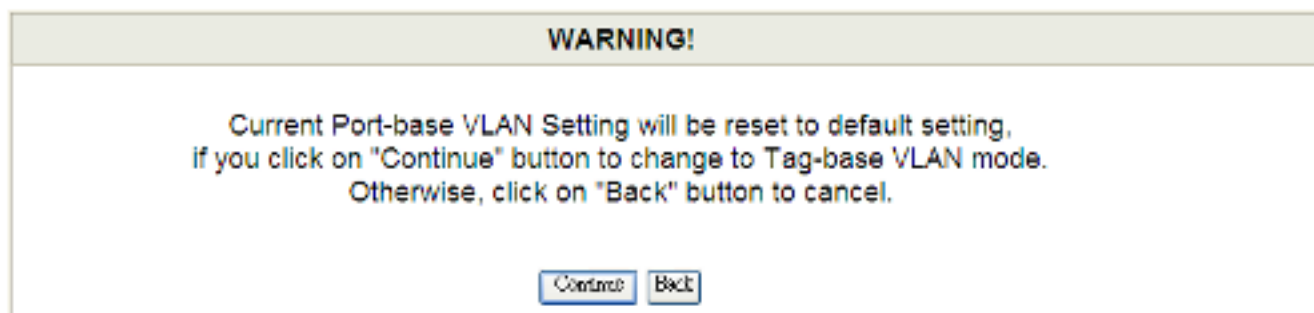 WARNING!
Current Port-base VLAN Setting will be reset to default setting,
if you click on "Continue" button to change to Tag-base VLAN mode.
Otherwise, click on "Back" button to cancel.
Continue Back